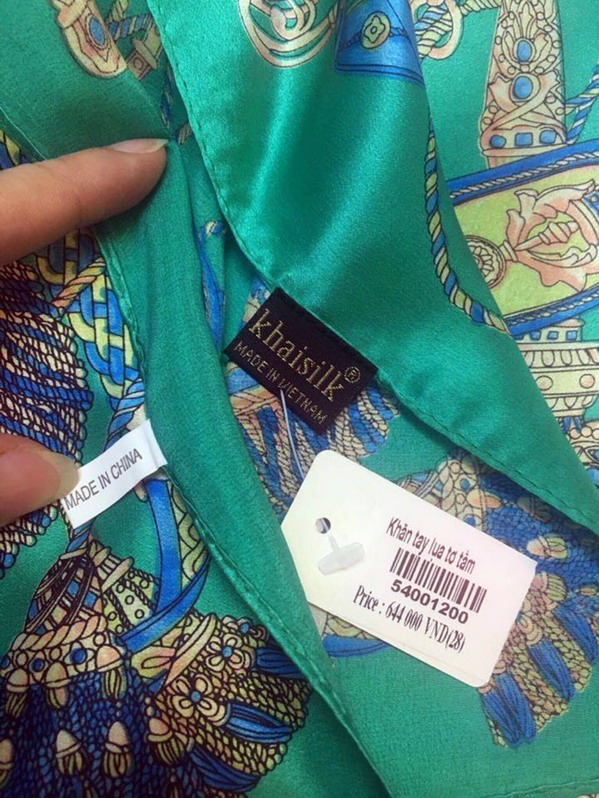 khaisilk®
MADE IN VIETNAM
MADE IN CHINA
Khăn tay lụa tơ tằm
54001200
Price : 644 000 VND(28)